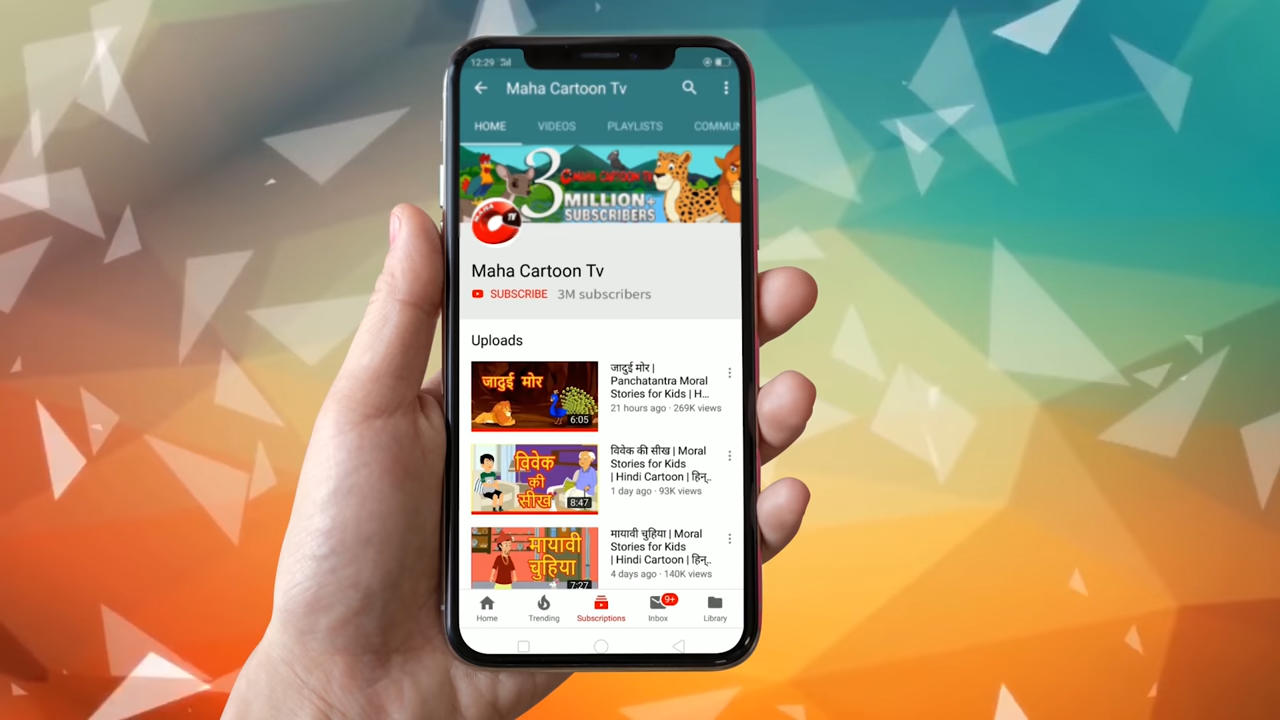 12:29
Maha Cartoon Tv
HOME VIDEOS PLAYLISTS COMMUN
3
MAHA CARTOON TV
MILLION+
SUBSCRIBERS
MAHA
TV
Maha Cartoon Tv
SUBSCRIBE 3M subscribers
Uploads
जादुई मोर
6:05
जादुई मोर |
Panchatantra Moral
Stories for Kids | H...
21 hours ago · 269K views
विवेक
की
सीख
8:47
विवेक की सीख | Moral
Stories for Kids
| Hindi Cartoon | हिन्..
1 day ago · 93K views
मायावी
चुहिया
7:27
मायावी चुहिया | Moral
Stories for Kids
| Hindi Cartoon | हिन्..
4 days ago · 140K views
9+
Home Trending Subscriptions Inbox Library